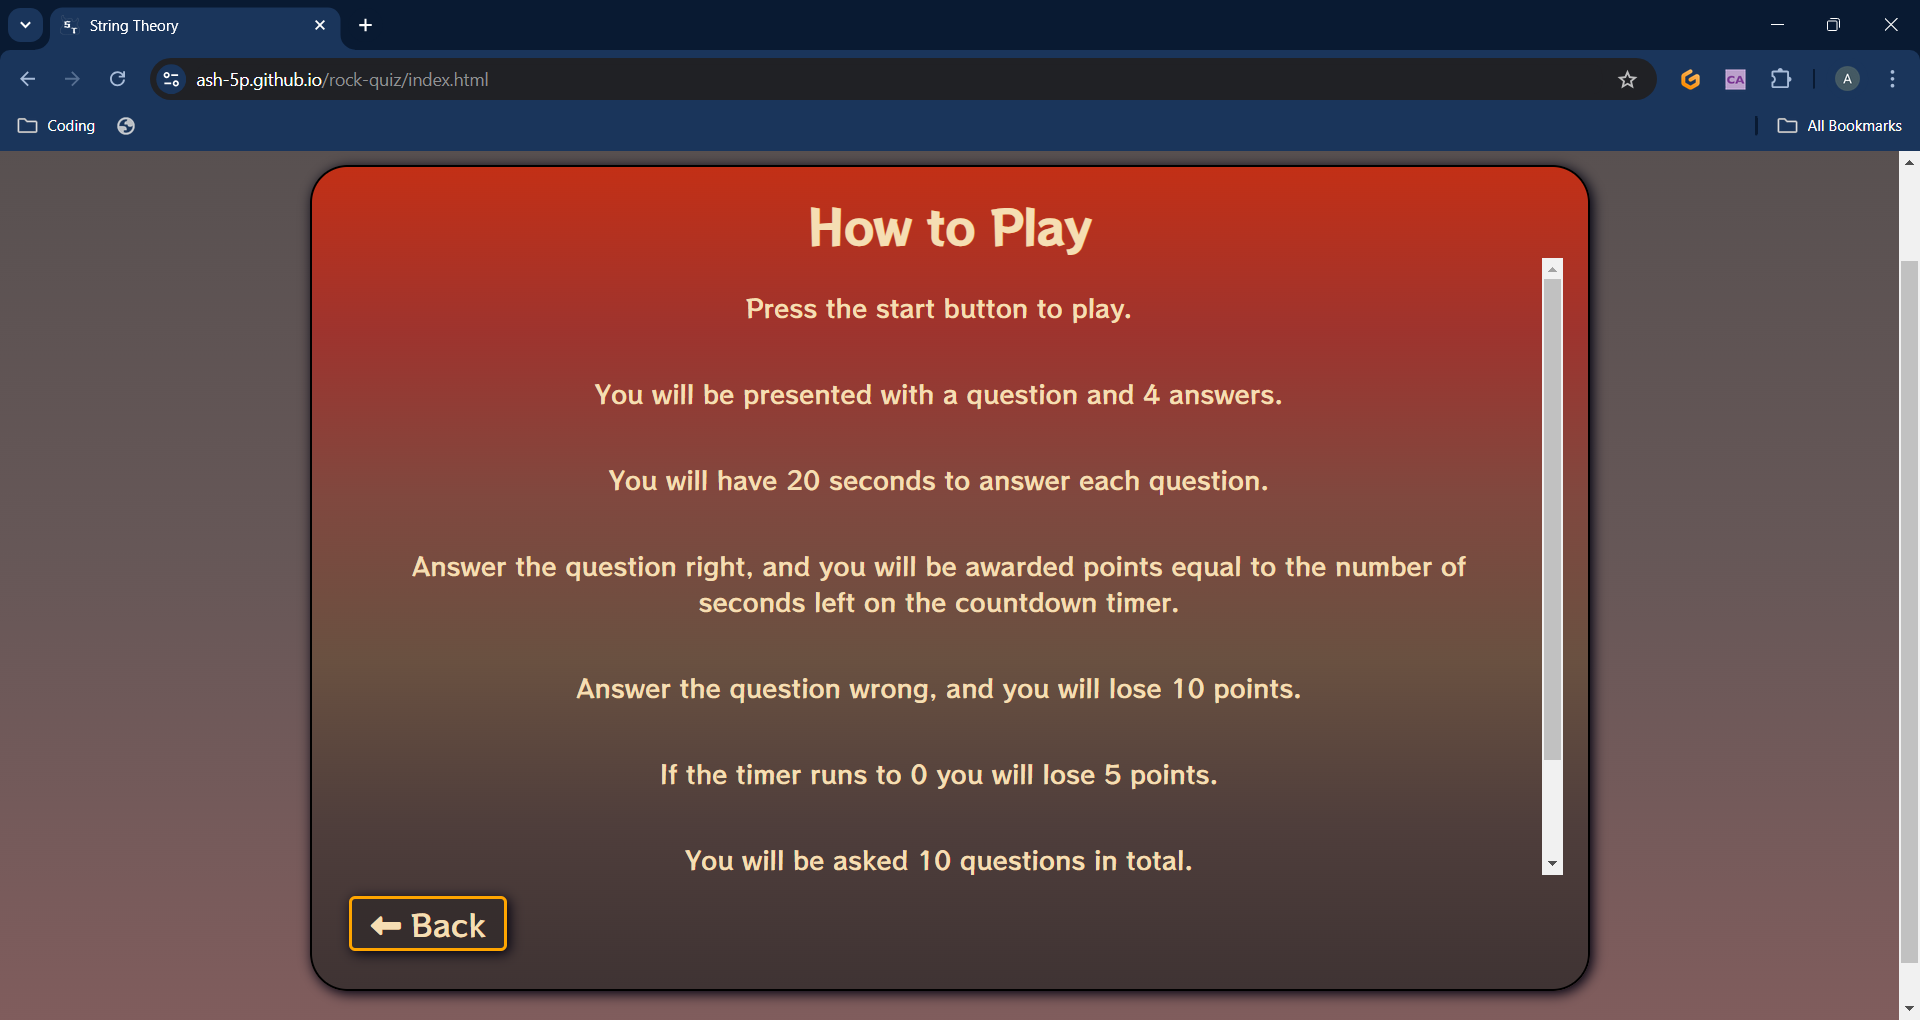 String Theory
ash-5p.github.io/rock-quiz/index.html
CA
A
Coding
All Bookmarks
How to Play
Press the start button to play.
You will be presented with a question and 4 answers.
You will have 20 seconds to answer each question.
Answer the question right, and you will be awarded points equal to the number of
seconds left on the countdown timer.
Answer the question wrong, and you will lose 10 points.
If the timer runs to 0 you will lose 5 points.
You will be asked 10 questions in total.
Back